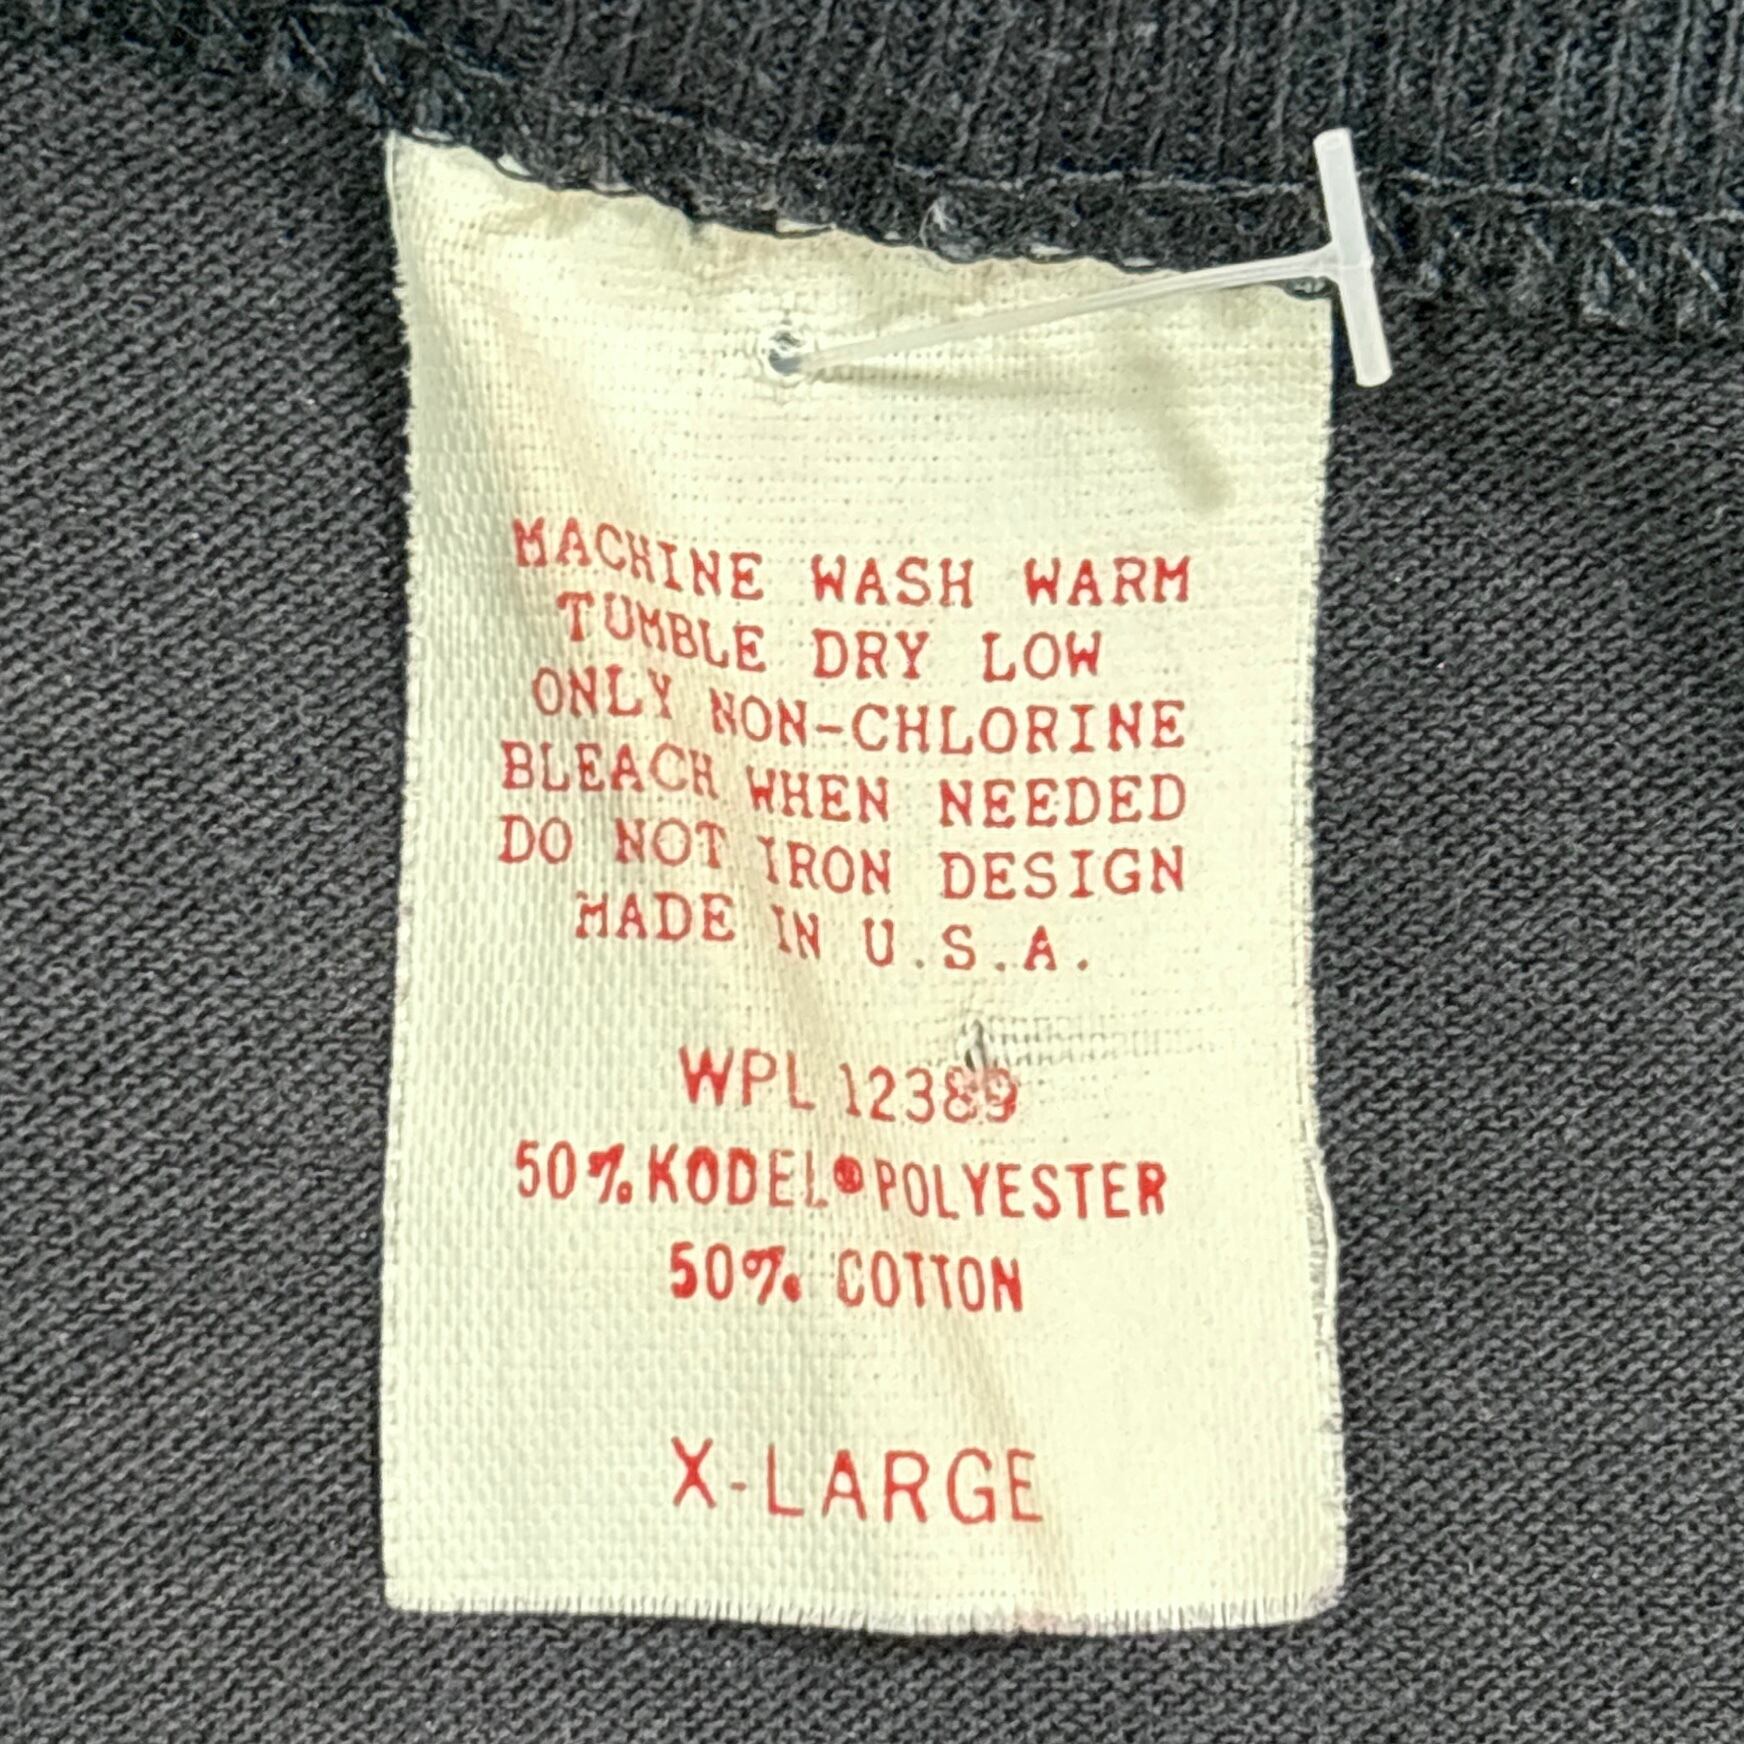 MACHINE WASH WARM
TUMBLE DRY LOW
ONLY NON-CHLORINE
BLEACH WHEN NEEDED
DO NOT IRON DESIGN
MADE IN U.S.A.
WPL 12389
50% KODEL® POLYESTER
50% COTTON
X-LARGE